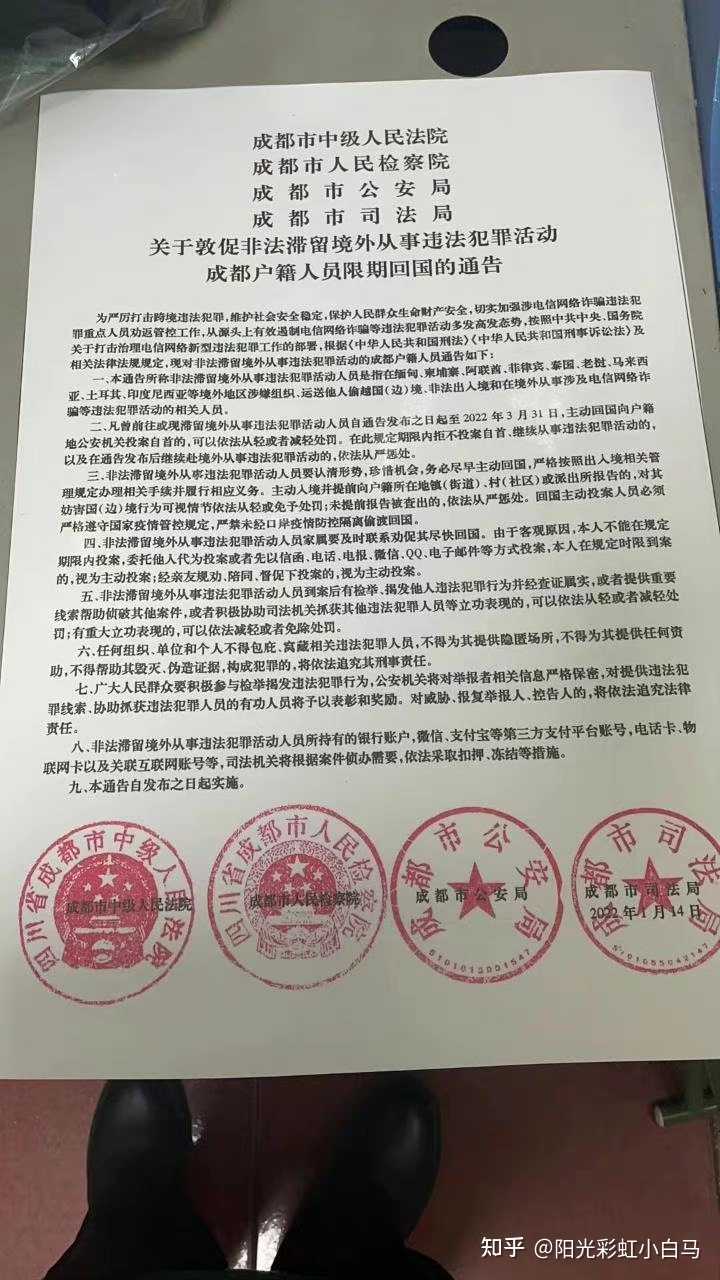 成都市中级人民法院
成都市人民检察院
成都市公安局
成都市司法局
关于敦促非法滞留境外从事违法犯罪活动
成都户籍人员限期回国的通告
为严厉打击跨境违法犯罪,维护社会安全稳定,保护人民群众生命财产安全,切实加强涉电信网络诈骗违法犯
罪重点人员劝返管控工作,从源头上有效遏制电信网络诈骗等违法犯罪活动多发高发态势,按照中共中央、国务院
关于打击治理电信网络新型违法犯罪工作的部署,根据《中华人民共和国刑法》《中华人民共和国刑事诉讼法》及
相关法律法规规定,现对非法滞留境外从事违法犯罪活动的成都户籍人员通告如下:
一、本通告所称非法滞留境外从事违法犯罪活动人员是指在缅甸、柬埔寨、阿联酋、菲律宾、泰国、老挝、马来西
亚、土耳其、印度尼西亚等境外地区涉嫌组织、运送他人偷越国(边)境、非法出入境和在境外从事涉及电信网络诈
骗等违法犯罪活动的相关人员。
二、凡曾前往或现滞留境外从事违法犯罪活动人员自通告发布之日起至2022年3月31日,主动回国向户籍
地公安机关投案自首的,可以依法从轻或者减轻处罚。在此规定期限内拒不投案自首、继续从事违法犯罪活动的,
以及在通告发布后继续赴境外从事违法犯罪活动的,依法从严惩处。
三、非法滞留境外从事违法犯罪活动人员要认清形势,珍惜机会,务必尽早主动回国,严格按照出入境相关管
理规定办理相关手续并履行相应义务。主动入境并提前向户籍所在地镇(街道)、村(社区)或派出所报告的,对其
妨害国(边)境行为可视情节依法从轻或免予处罚;未提前报告被查出的,依法从严惩处。回国主动投案人员必须
严格遵守国家疫情管控规定,严禁未经口岸疫情防控隔离偷渡回国。
四、非法滞留境外从事违法犯罪活动人员家属要及时联系劝促其尽快回国。由于客观原因,本人不能在规定
期限内投案,委托他人代为投案或者先以信函、电话、电报、微信、QQ、电子邮件等方式投案,本人在规定时限到案
的,视为主动投案;经亲友规劝、陪同、督促下投案的,视为主动投案。
五、非法滞留境外从事违法犯罪活动人员到案后有检举、揭发他人违法犯罪行为并经查证属实,或者提供重要
线索帮助侦破其他案件,或者积极协助司法机关抓获其他违法犯罪人员等立功表现的,可以依法从轻或者减轻处
罚;有重大立功表现的,可以依法减轻或者免除处罚。
六、任何组织、单位和个人不得包庇、窝藏相关违法犯罪人员,不得为其提供隐匿场所,不得为其提供任何资
助,不得帮助其毁灭、伪造证据,构成犯罪的,将依法追究其刑事责任。
七、广大人民群众要积极参与检举揭发违法犯罪行为,公安机关将对举报者相关信息严格保密,对提供违法犯
罪线索、协助抓获违法犯罪人员的有功人员将予以表彰和奖励。对威胁、报复举报人、控告人的,将依法追究法律
责任。
八、非法滞留境外从事违法犯罪活动人员所持有的银行账户,微信、支付宝等第三方支付平台账号,电话卡、物
联网卡以及关联互联网账号等,司法机关将根据案件侦办需要,依法采取扣押、冻结等措施。
九、本通告自发布之日起实施。
四川省成都市中级人民法院
成都市中级人民法院
四川省成都市人民检察院
成都市人民检察院
成都市公安局
成都市公安局
5101013001547
成都市司法局
成都市司法局
2022年1月14日
5101055042147
知乎 @阳光彩虹小白马